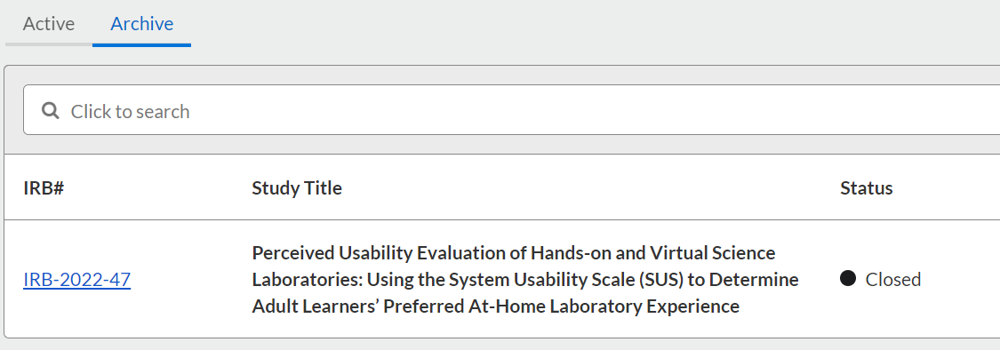 Active Archive
Click to search
IRB# Study Title Status
Perceived Usability Evaluation of Hands-on and Virtual Science
IRB-2022-47 Laboratories: Using the System Usability Scale (SUS) to Determine Closed
Adult Learners’ Preferred At-Home Laboratory Experience